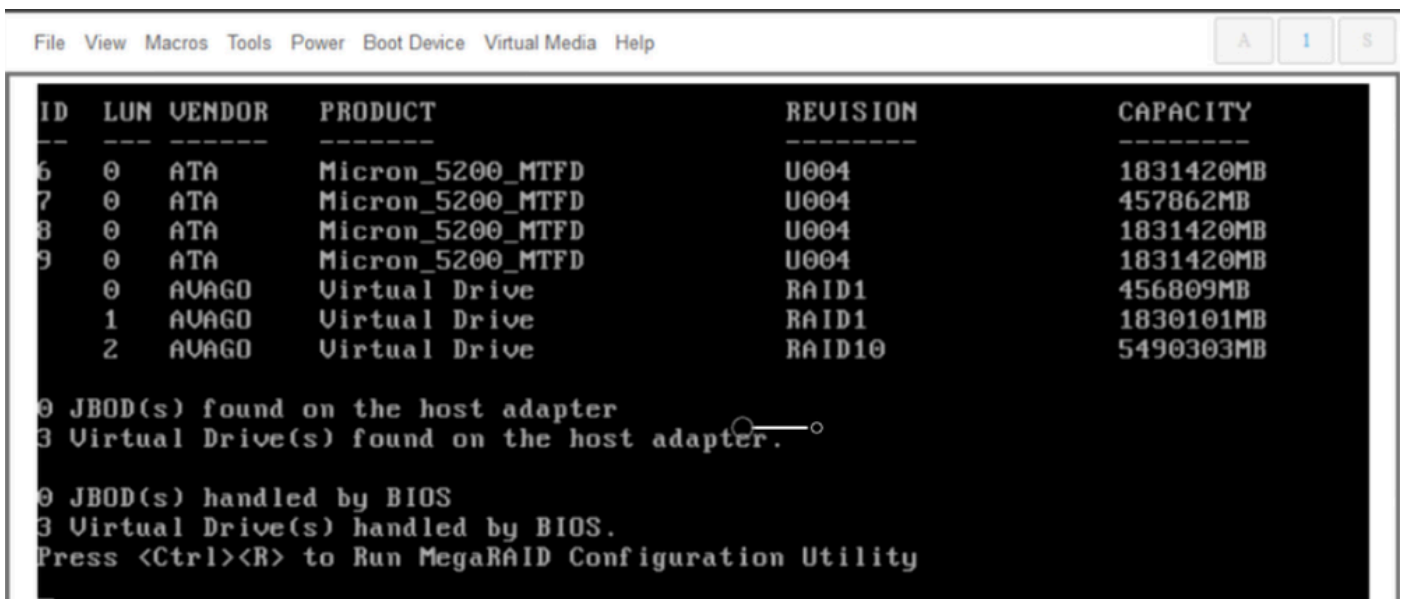 File View Macros Tools Power Boot Device Virtual Media Help A 1 S
ID LUN VENDOR PRODUCT REVISION CAPACITY
-- --- ------ ------- -------- --------
6 0 ATA Micron_5200_MTFD U004 1831420MB
7 0 ATA Micron_5200_MTFD U004 457862MB
8 0 ATA Micron_5200_MTFD U004 1831420MB
9 0 ATA Micron_5200_MTFD U004 1831420MB
0 AVAGO Virtual Drive RAID1 456809MB
1 AVAGO Virtual Drive RAID1 1830101MB
2 AVAGO Virtual Drive RAID10 5490303MB
0 JBOD(s) found on the host adapter
3 Virtual Drive(s) found on the host adapter.
0 JBOD(s) handled by BIOS
3 Virtual Drive(s) handled by BIOS.
Press <Ctrl><R> to Run MegaRAID Configuration Utility